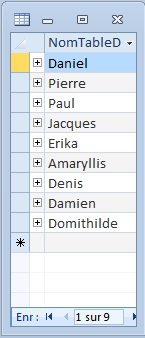 NomTableD
Daniel
Pierre
Paul
Jacques
Erika
Amaryllis
Denis
Damien
Domithilde
Enr : 1 sur 9